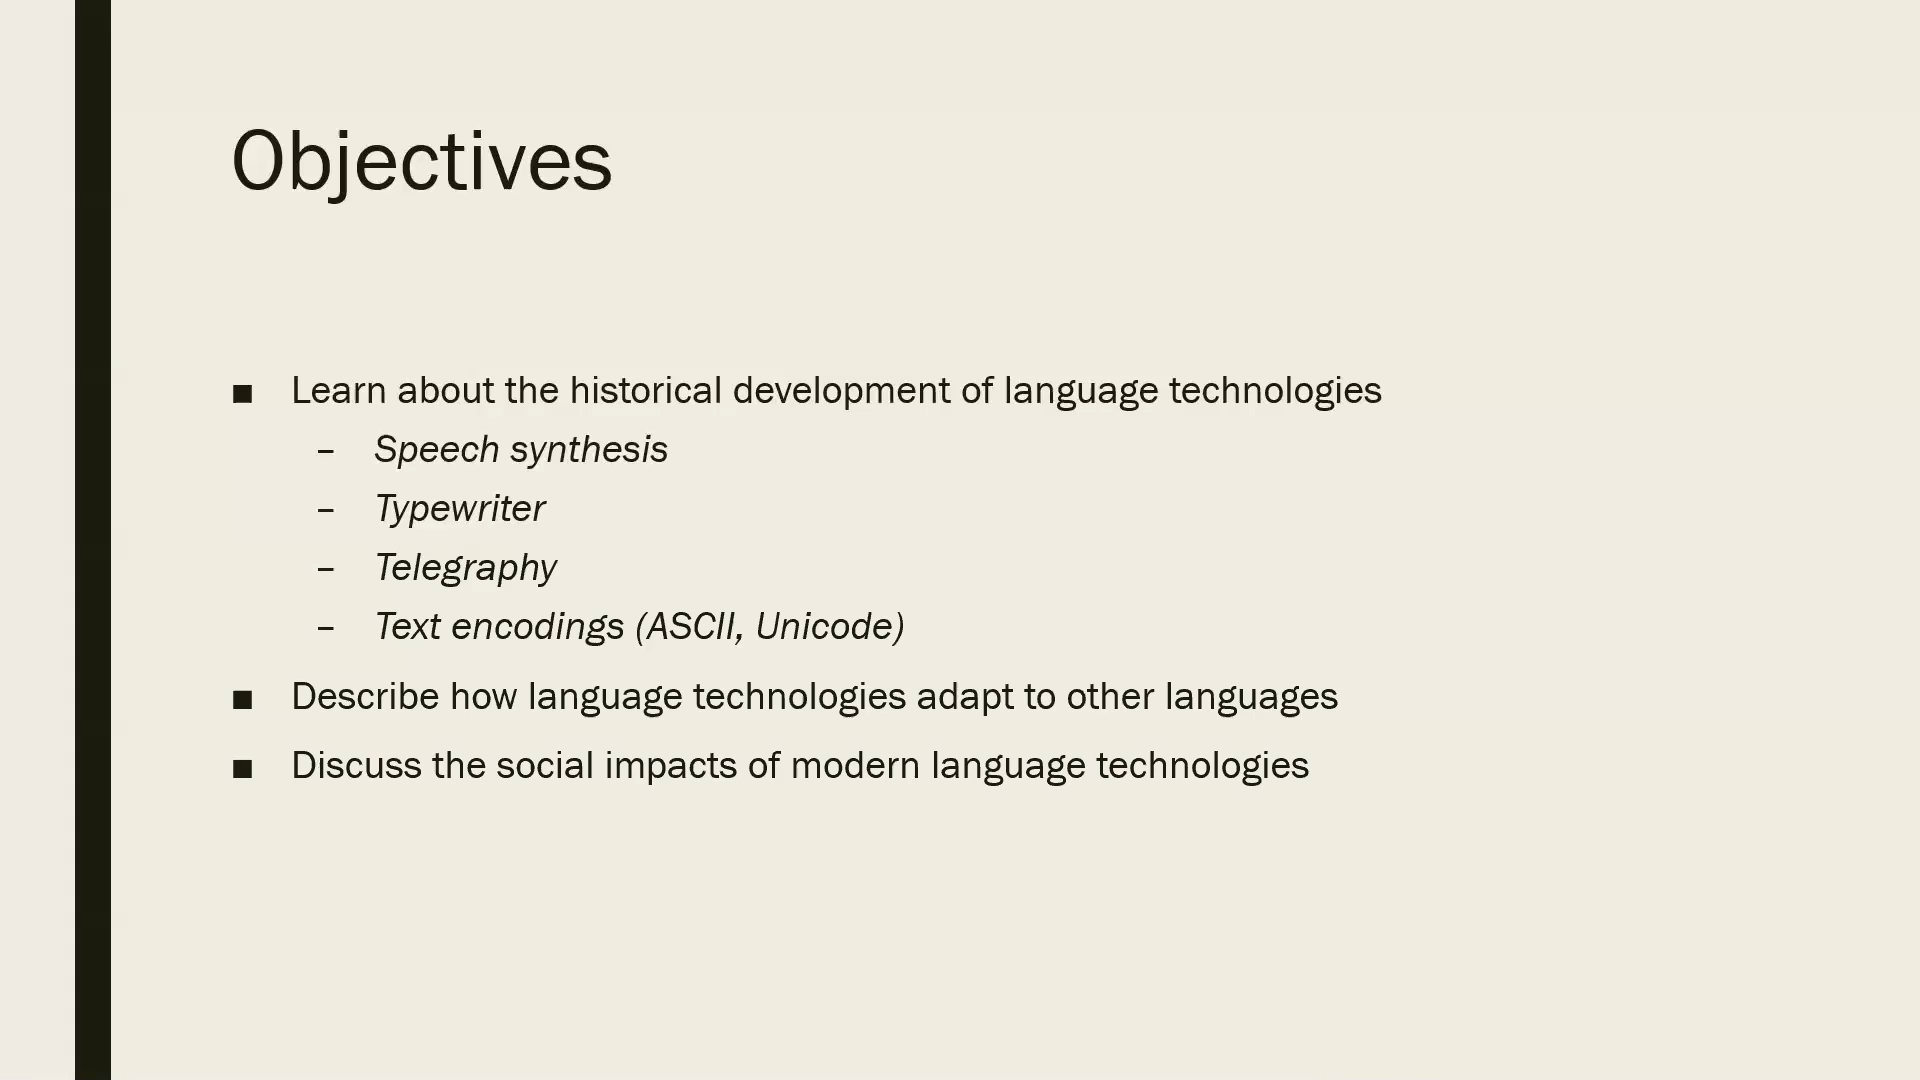 Objectives
■ Learn about the historical development of language technologies
– Speech synthesis
– Typewriter
– Telegraphy
– Text encodings (ASCII, Unicode)
■ Describe how language technologies adapt to other languages
■ Discuss the social impacts of modern language technologies